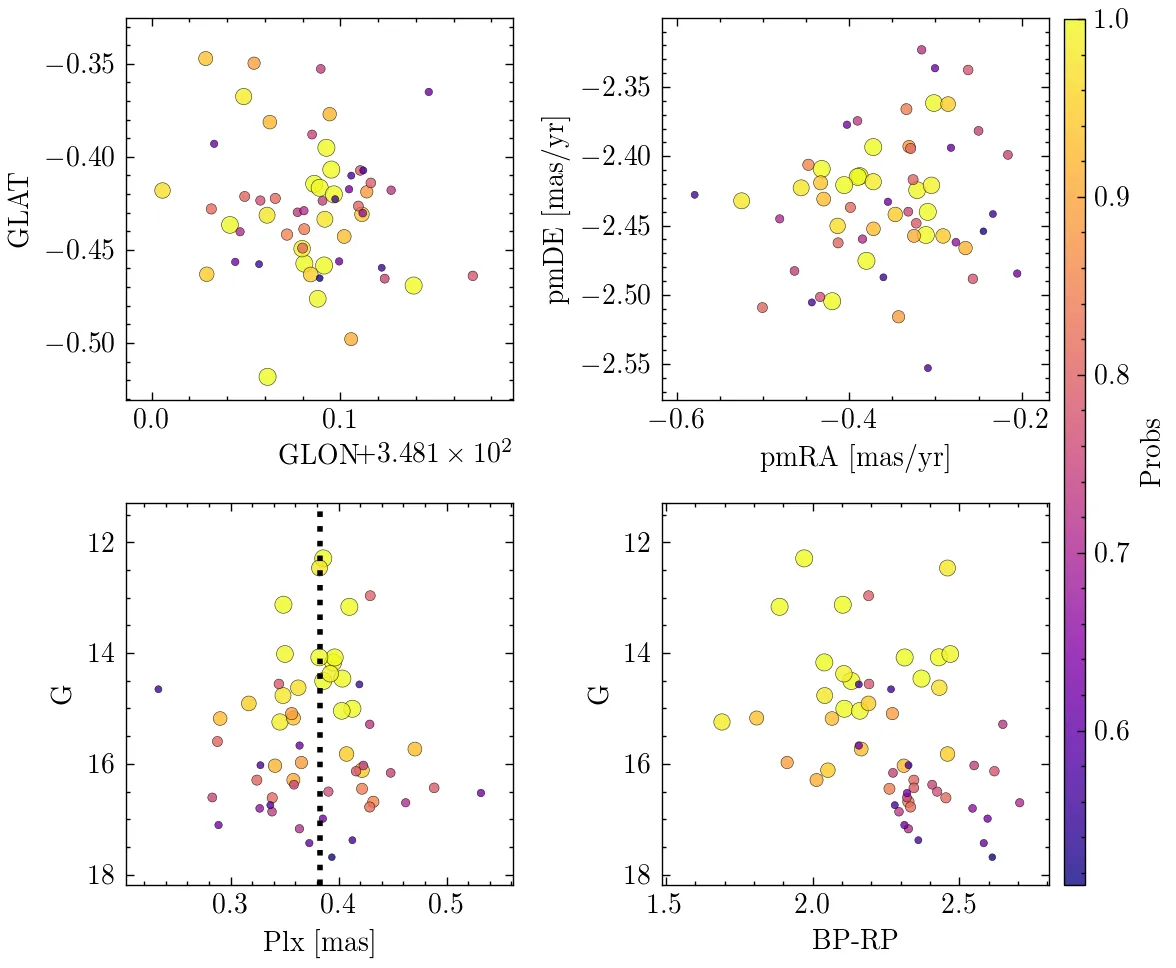 −0.35
−0.40
−0.45
−0.50
GLAT
0.0 0.1
GLON+3.481 × 10²
−2.35
−2.40
−2.45
−2.50
−2.55
pmDE [mas/yr]
−0.6 −0.4 −0.2
pmRA [mas/yr]
12
14
16
18
G
0.3 0.4 0.5
Plx [mas]
12
14
16
18
G
1.5 2.0 2.5
BP-RP
1.0
0.9
0.8
0.7
0.6
Probs